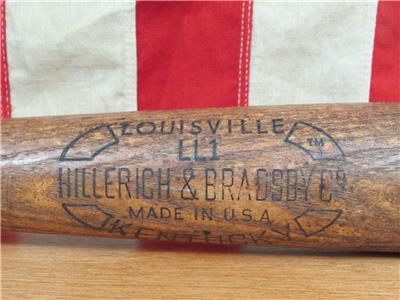 LOUISVILLE
LL1
TM
HILLERICH & BRADSBY Cº
MADE IN U.S.A
KENTUCKY